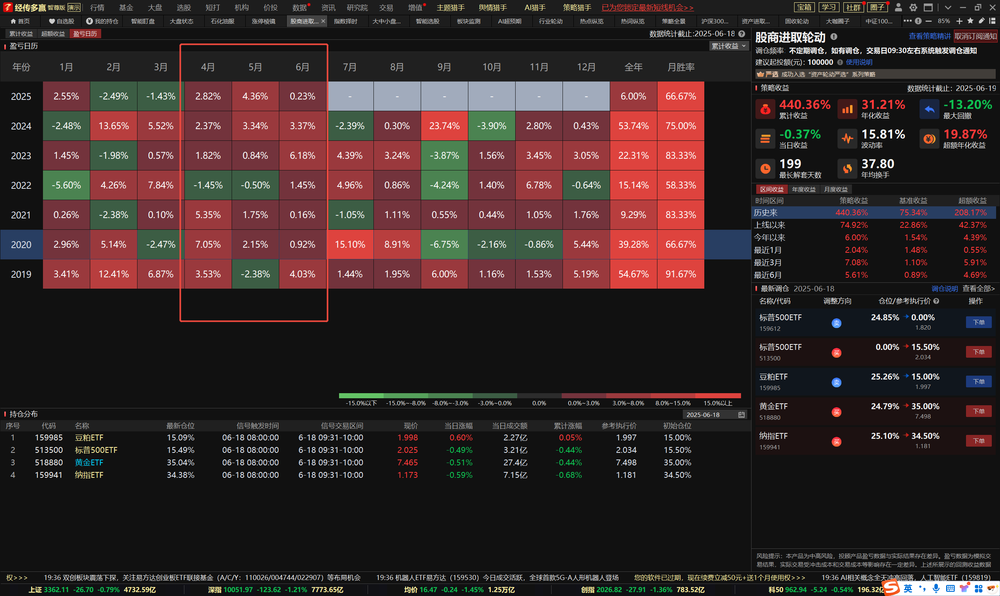 经传多赢 智尊版 演示 行情 基金 大盘 选股 短打 机构 价投 数据 资讯 研究院 交易 增值 主题猎手 舆情猎手 AI猎手 策略猎手 已为您锁定最新短线机会>> 宝箱 学习 社群 圈子
首页 自选股 我的持仓 智能盯盘 大盘状态 石化油服 涨停棱镜 股商进取... 指数择时 大中小盘... 智能选股 板块监测 AI超预期 行业轮动 热点纵览 热词纵览 策略全景 沪深300... 资产进取... 固收轮动 大咖圈子 中证100... 85%
累计收益 超额收益 盈亏日历 数据统计截止:2025-06-18
盈亏日历 累计收益
年份 1月 2月 3月 4月 5月 6月 7月 8月 9月 10月 11月 12月 全年 月胜率
2025 2.55% -2.49% -1.43% 2.82% 4.36% 0.23% - - - - - - 6.00% 66.67%
2024 -2.48% 13.65% 5.52% 2.37% 3.34% 3.37% -2.39% 0.30% 23.74% -3.90% 2.80% 0.43% 53.74% 75.00%
2023 1.45% -1.98% 0.57% 1.82% 0.84% 6.18% 4.39% 3.24% -3.87% 1.56% 3.45% 3.05% 22.31% 83.33%
2022 -5.60% 4.26% 7.84% -1.45% -0.50% 1.45% 4.96% 0.86% -4.24% 1.40% 6.78% -0.64% 15.14% 58.33%
2021 0.26% -2.38% 0.10% 5.35% 1.75% 0.16% -1.05% 1.11% 0.55% 0.44% 1.05% 1.76% 9.29% 83.33%
2020 2.96% 5.14% -2.47% 7.05% 2.15% 0.92% 15.10% 8.91% -6.75% -2.16% -0.86% 5.44% 39.28% 66.67%
2019 3.41% 12.41% 6.87% 3.53% -2.38% 4.03% 1.44% 1.95% 6.00% 1.16% 1.53% 5.19% 54.67% 91.67%
-15.0%以下 -15.0%~-8.0% -8.0%~-3.0% -3.0%~0.0% 0.0% 0.0%~3.0% 3.0%~8.0% 8.0%~15.0% 15.0%以上
持仓分布 2025-06-18
序号 代码 名称 最新仓位 信号触发时间 信号交易区间 现价 当日涨幅 当日成交额 累计涨幅 参考执行价 初始仓位
1 159985 豆粕ETF 15.09% 06-18 08:00:00 6-18 09:31-10:00 1.998 0.60% 2.27亿 0.05% 1.997 15.00%
2 513500 标普500ETF 15.49% 06-18 08:00:00 6-18 09:31-10:00 2.025 -0.49% 3.21亿 -0.44% 2.034 15.50%
3 518880 黄金ETF 35.04% 06-18 08:00:00 6-18 09:31-10:00 7.465 -0.51% 27.4亿 -0.44% 7.498 35.00%
4 159941 纳指ETF 34.38% 06-18 08:00:00 6-18 09:31-10:00 1.173 -0.59% 7.15亿 -0.68% 1.181 34.50%
股商进取轮动 查看策略精讲 取消订阅通知
调仓频率: 不定期调仓，如有调仓，交易日09:30左右系统触发调仓通知
建议起投额(元): 100000 使用说明
严选 成功入选“资产轮动严选”系列策略
策略收益 数据统计截止: 2025-06-19
440.36% 31.21% -13.20%
累计收益 年化收益 最大回撤
-0.37% 15.81% 19.87%
当日收益 波动率 超额年化收益
199 37.80
最长解套天数 年均换手
区间收益 年度收益 月度收益
时间区间 策略收益 基准收益 超额收益
历史来 440.36% 75.34% 208.17%
上线以来 74.92% 22.86% 42.37%
今年以来 6.00% 1.54% 4.39%
最近1月 2.04% 1.48% 0.55%
最近3月 7.08% 1.10% 5.91%
最近6月 5.61% 0.89% 4.69%
最新调仓 2025-06-18 调仓说明 查看全部>
名称/代码 调整方向 仓位/参考执行价 操作
标普500ETF 卖 24.85% 0.00% 下单
159612 1.820
标普500ETF 买 0.00% 15.50% 下单
513500 2.034
豆粕ETF 卖 25.26% 15.00% 下单
159985 1.997
黄金ETF 买 24.79% 35.00% 下单
518880 7.498
纳指ETF 买 25.10% 34.50% 下单
159941 1.181
风险提示：本产品为中高风险，投顾产品盈亏数据与实际结果存在差异。盈亏数据为模拟交
易结果，实际交易受冲击成本和交易成本等影响存在一定差异。上述所展示的回测收益数据
权>>> 19:36 双创板块震荡下探，关注易方达创业板ETF联接基金（A/C/Y：110026/004744/022907）等布局机会 19:36 机器人ETF易方达（159530）今日成交活跃，全球首款5G-A人形机器人登场 您的软件已过期，现在续费立减50元+送1个月使用权>>> 19:36 AI相关概念全天冲高回落，人工智能ETF（159819）
上证 3362.11 -26.70 -0.79% 4732.59亿 深指 10051.97 -123.62 -1.21% 7773.65亿 均价 16.47 -0.24 -1.45% 1.25万亿 创指 2026.82 -27.91 -1.36% 783.52亿 科50 962.94 -5.24 -0.54% 196.32亿 英